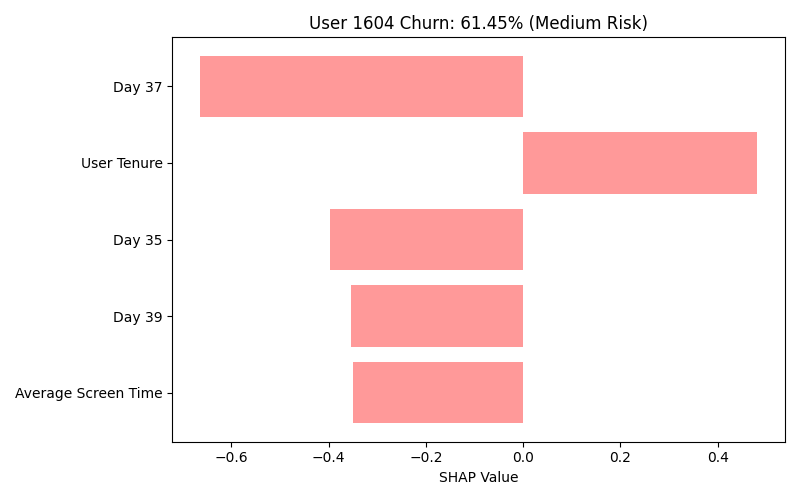 User 1604 Churn: 61.45% (Medium Risk)
Day 37
User Tenure
Day 35
Day 39
Average Screen Time
−0.6 −0.4 −0.2 0.0 0.2 0.4
SHAP Value